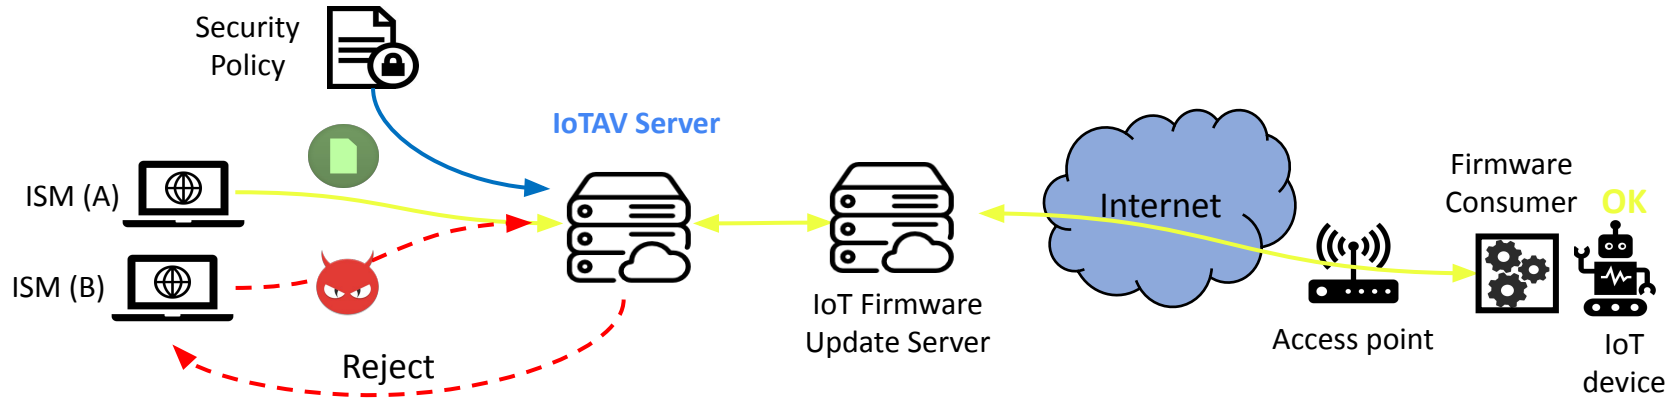 Security
Policy
IoTAV Server
ISM (A)
ISM (B)
Reject
IoT Firmware
Update Server
Internet
Access point
Firmware
Consumer
OK
IoT
device